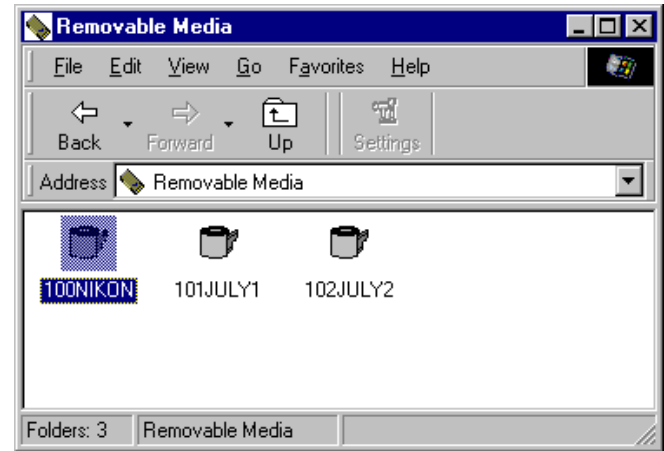 Removable Media
File Edit View Go Favorites Help
Back Forward Up Settings
Address Removable Media
100NIKON 101JULY1 102JULY2
Folders: 3 Removable Media